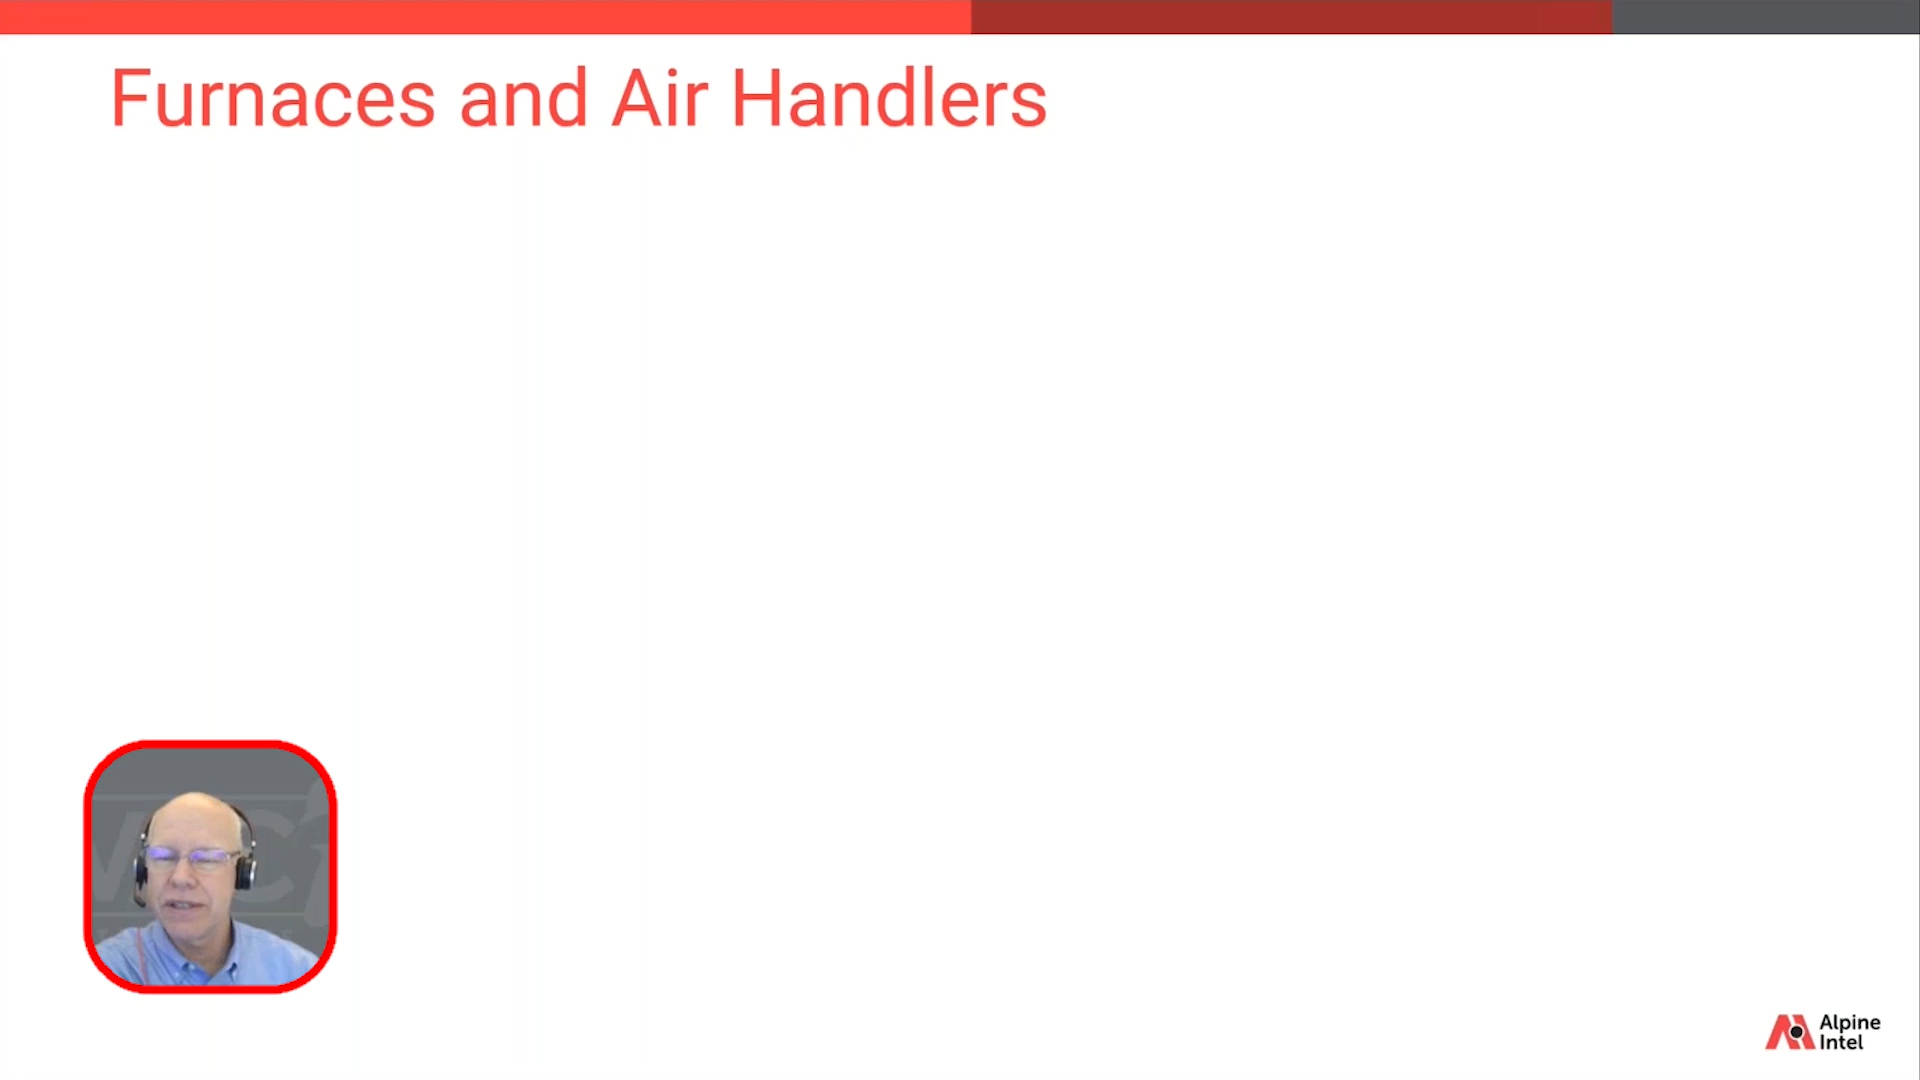 Furnaces and Air Handlers
Alpine
Intel